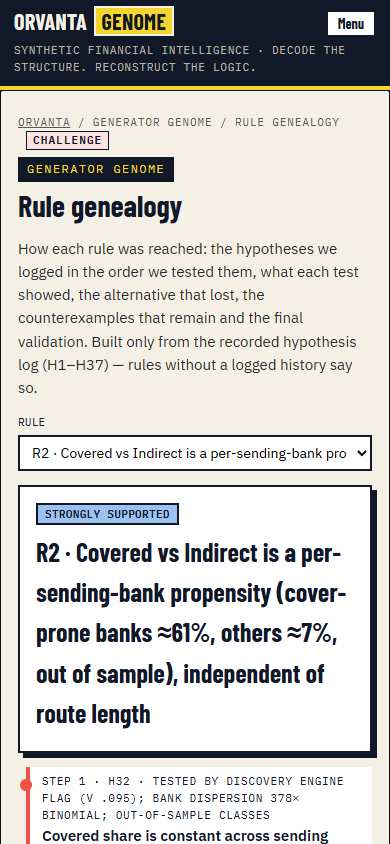 ORVANTA GENOME
Menu
SYNTHETIC FINANCIAL INTELLIGENCE · DECODE THE
STRUCTURE. RECONSTRUCT THE LOGIC.
ORVANTA / GENERATOR GENOME / RULE GENEALOGY
CHALLENGE
GENERATOR GENOME
Rule genealogy
How each rule was reached: the hypotheses we
logged in the order we tested them, what each test
showed, the alternative that lost, the
counterexamples that remain and the final
validation. Built only from the recorded hypothesis
log (H1–H37) — rules without a logged history say
so.
RULE
R2 · Covered vs Indirect is a per-sending-bank pro
STRONGLY SUPPORTED
R2 · Covered vs Indirect is a per-
sending-bank propensity (cover-
prone banks ≈61%, others ≈7%,
out of sample), independent of
route length
STEP 1 · H32 · TESTED BY DISCOVERY ENGINE
FLAG (V .095); BANK DISPERSION 378×
BINOMIAL; OUT-OF-SAMPLE CLASSES
Covered share is constant across sending